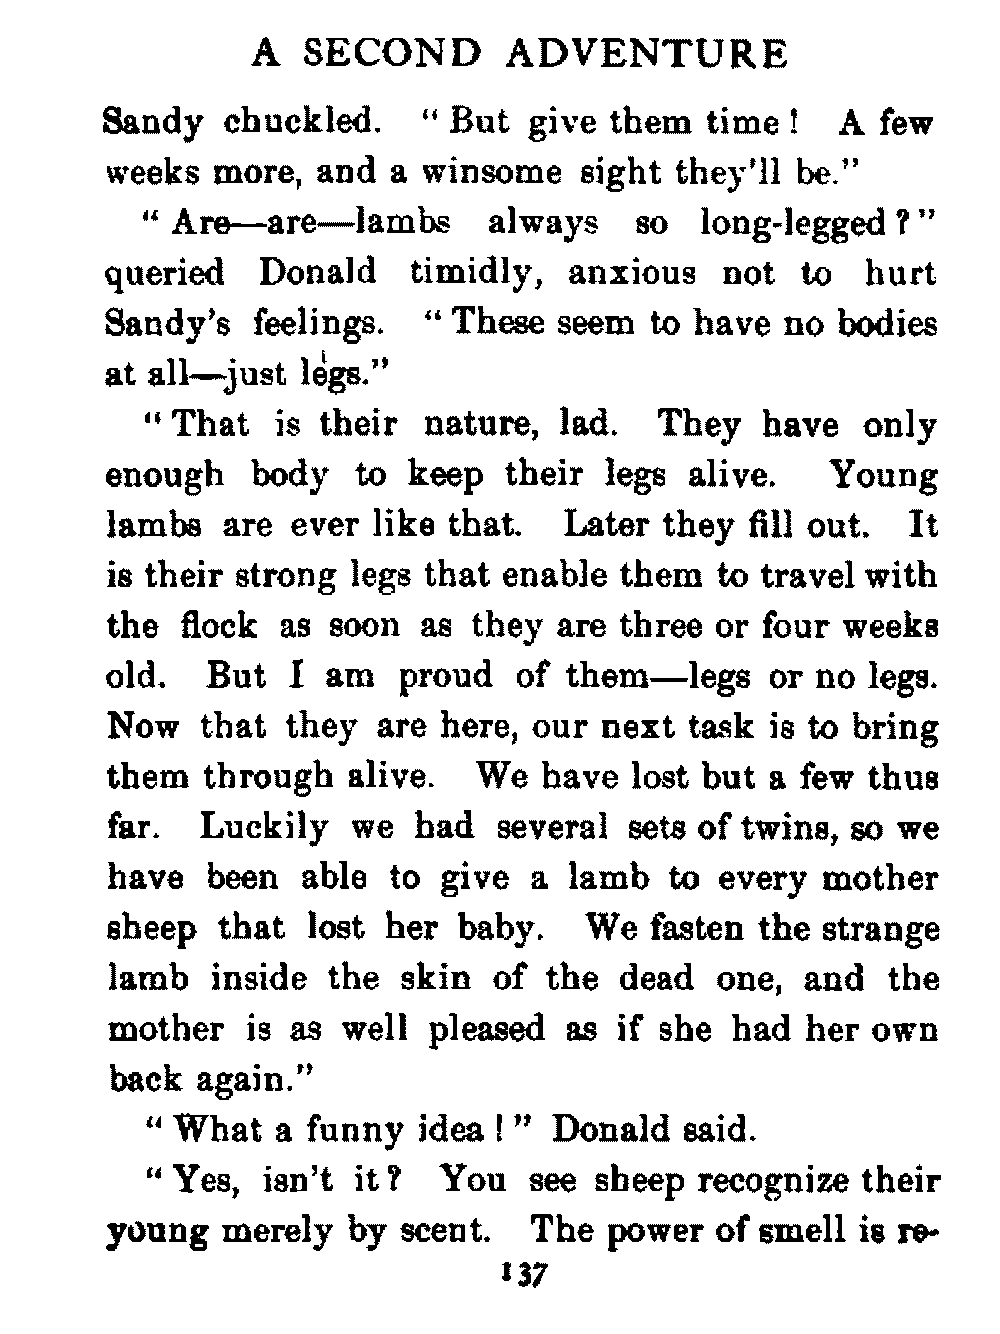 A SECOND ADVENTURE
Sandy chuckled. “But give them time! A few
weeks more, and a winsome sight they'll be.”
“Are—are—lambs always so long-legged?”
queried Donald timidly, anxious not to hurt
Sandy's feelings. “These seem to have no bodies
at all—just legs.”
“That is their nature, lad. They have only
enough body to keep their legs alive. Young
lambs are ever like that. Later they fill out. It
is their strong legs that enable them to travel with
the flock as soon as they are three or four weeks
old. But I am proud of them—legs or no legs.
Now that they are here, our next task is to bring
them through alive. We have lost but a few thus
far. Luckily we had several sets of twins, so we
have been able to give a lamb to every mother
sheep that lost her baby. We fasten the strange
lamb inside the skin of the dead one, and the
mother is as well pleased as if she had her own
back again.”
“What a funny idea!” Donald said.
“Yes, isn't it? You see sheep recognize their
young merely by scent. The power of smell is re-
137